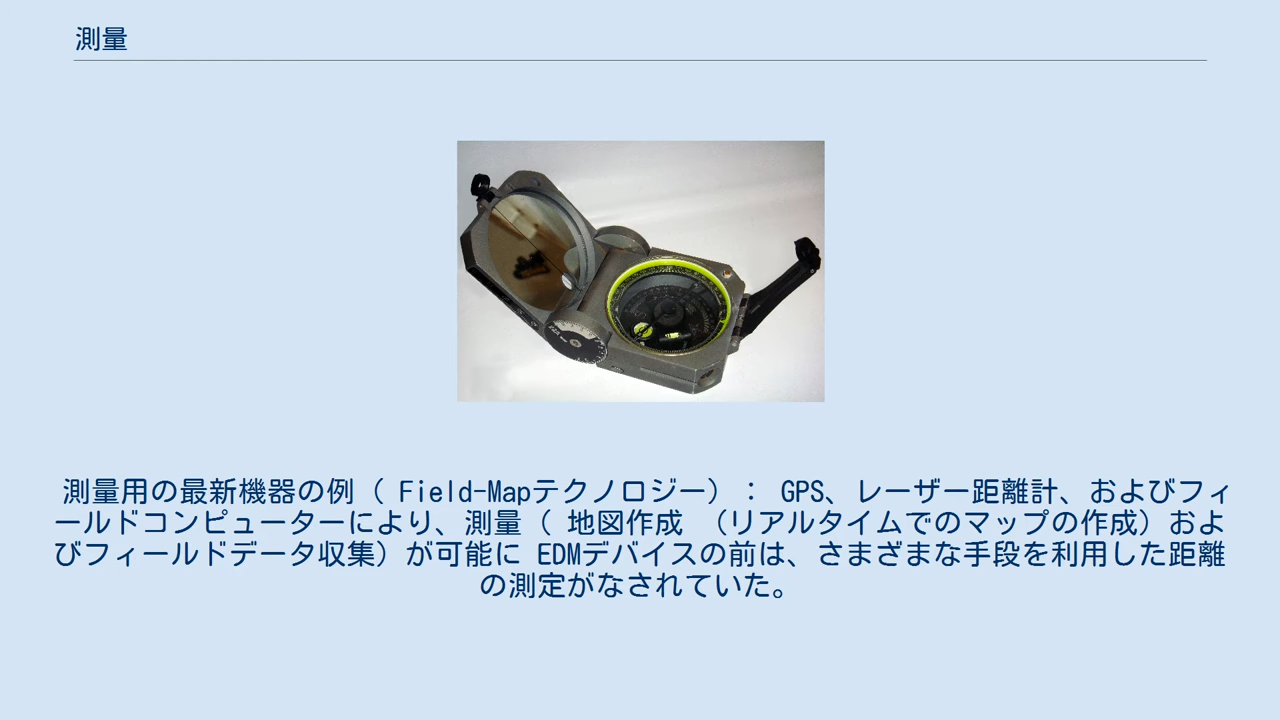 測量
測量用の最新機器の例（ Field-Mapテクノロジー）： GPS、レーザー距離計、およびフィ
ールドコンピューターにより、測量（ 地図作成 （リアルタイムでのマップの作成）およ
びフィールドデータ収集）が可能に EDMデバイスの前は、さまざまな手段を利用した距離
の測定がなされていた。